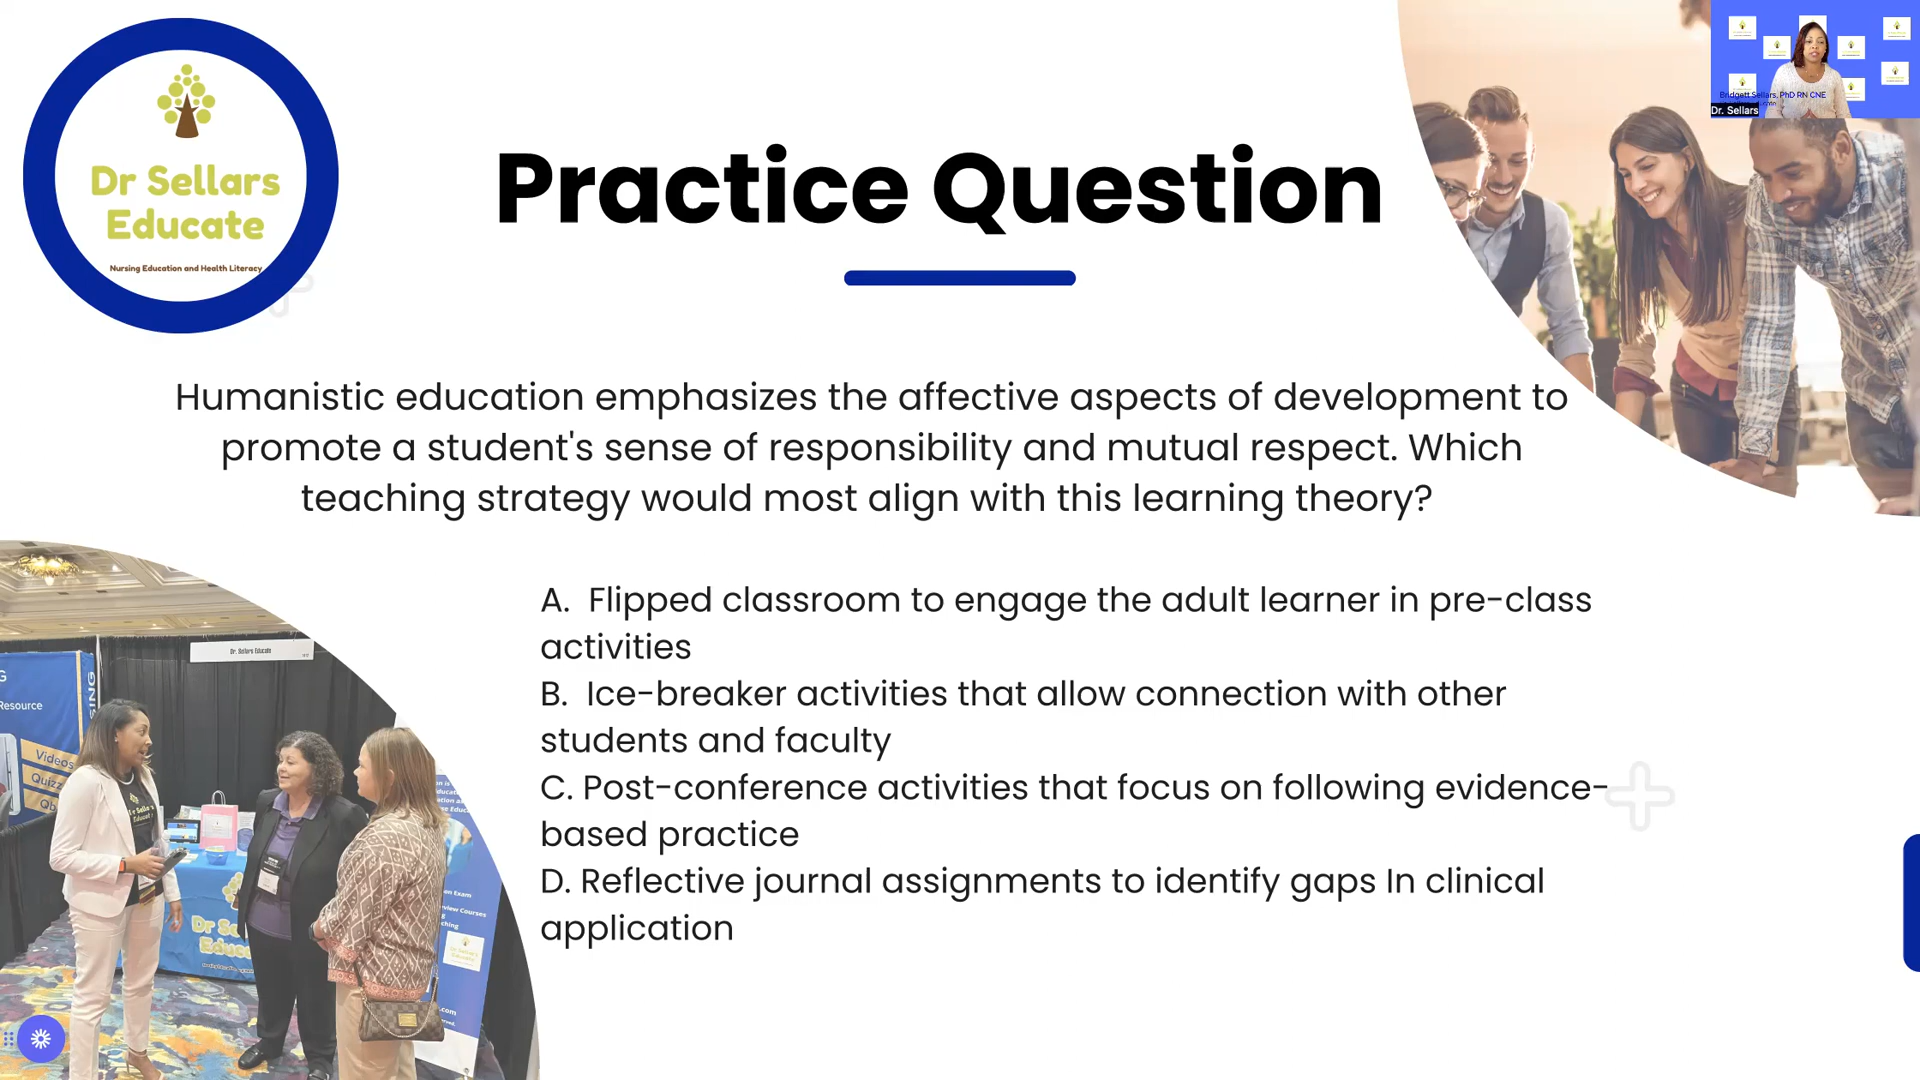 Dr Sellars
Educate
Nursing Education and Health Literacy
Practice Question
Bridgett Sellars, PhD RN CNE
Dr. Sellars
Humanistic education emphasizes the affective aspects of development to
promote a student's sense of responsibility and mutual respect. Which
teaching strategy would most align with this learning theory?
A. Flipped classroom to engage the adult learner in pre-class
activities
B. Ice-breaker activities that allow connection with other
students and faculty
C. Post-conference activities that focus on following evidence-
based practice
D. Reflective journal assignments to identify gaps In clinical
application
Dr. Sellars Educate
Resource
Videos